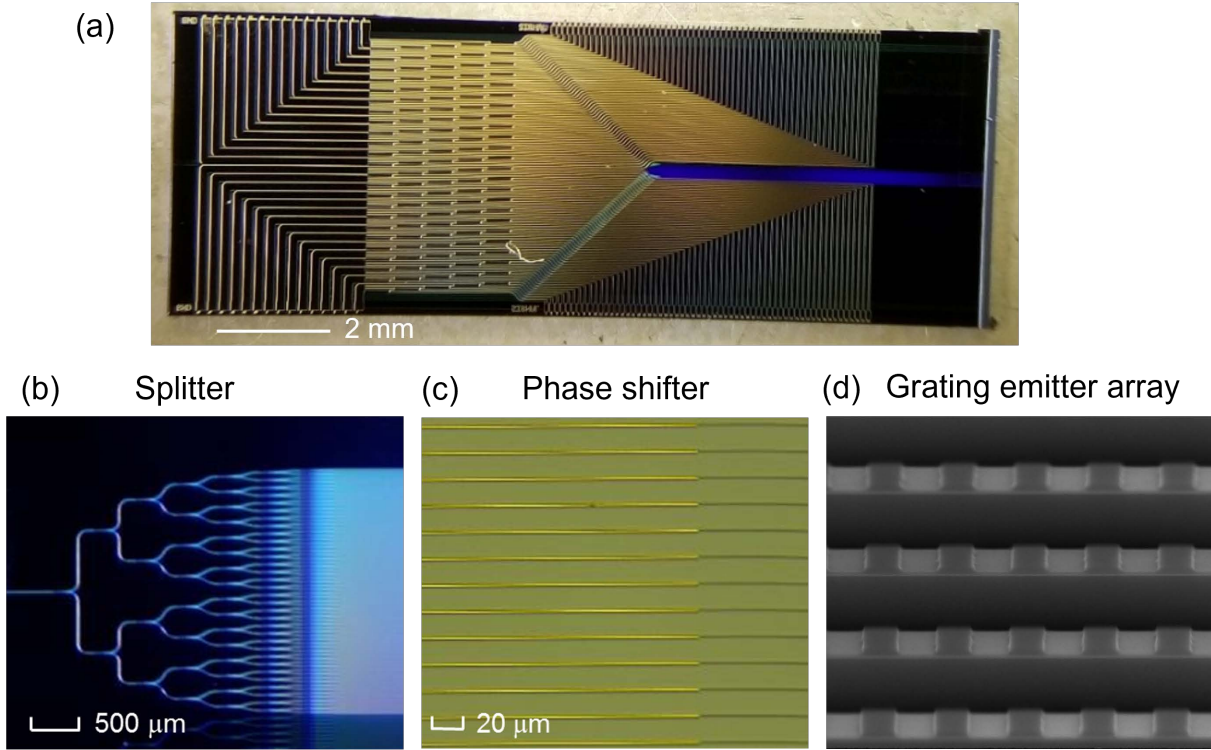 (a)
2 mm
(b) Splitter
(c) Phase shifter
(d) Grating emitter array
500 μm
20 μm